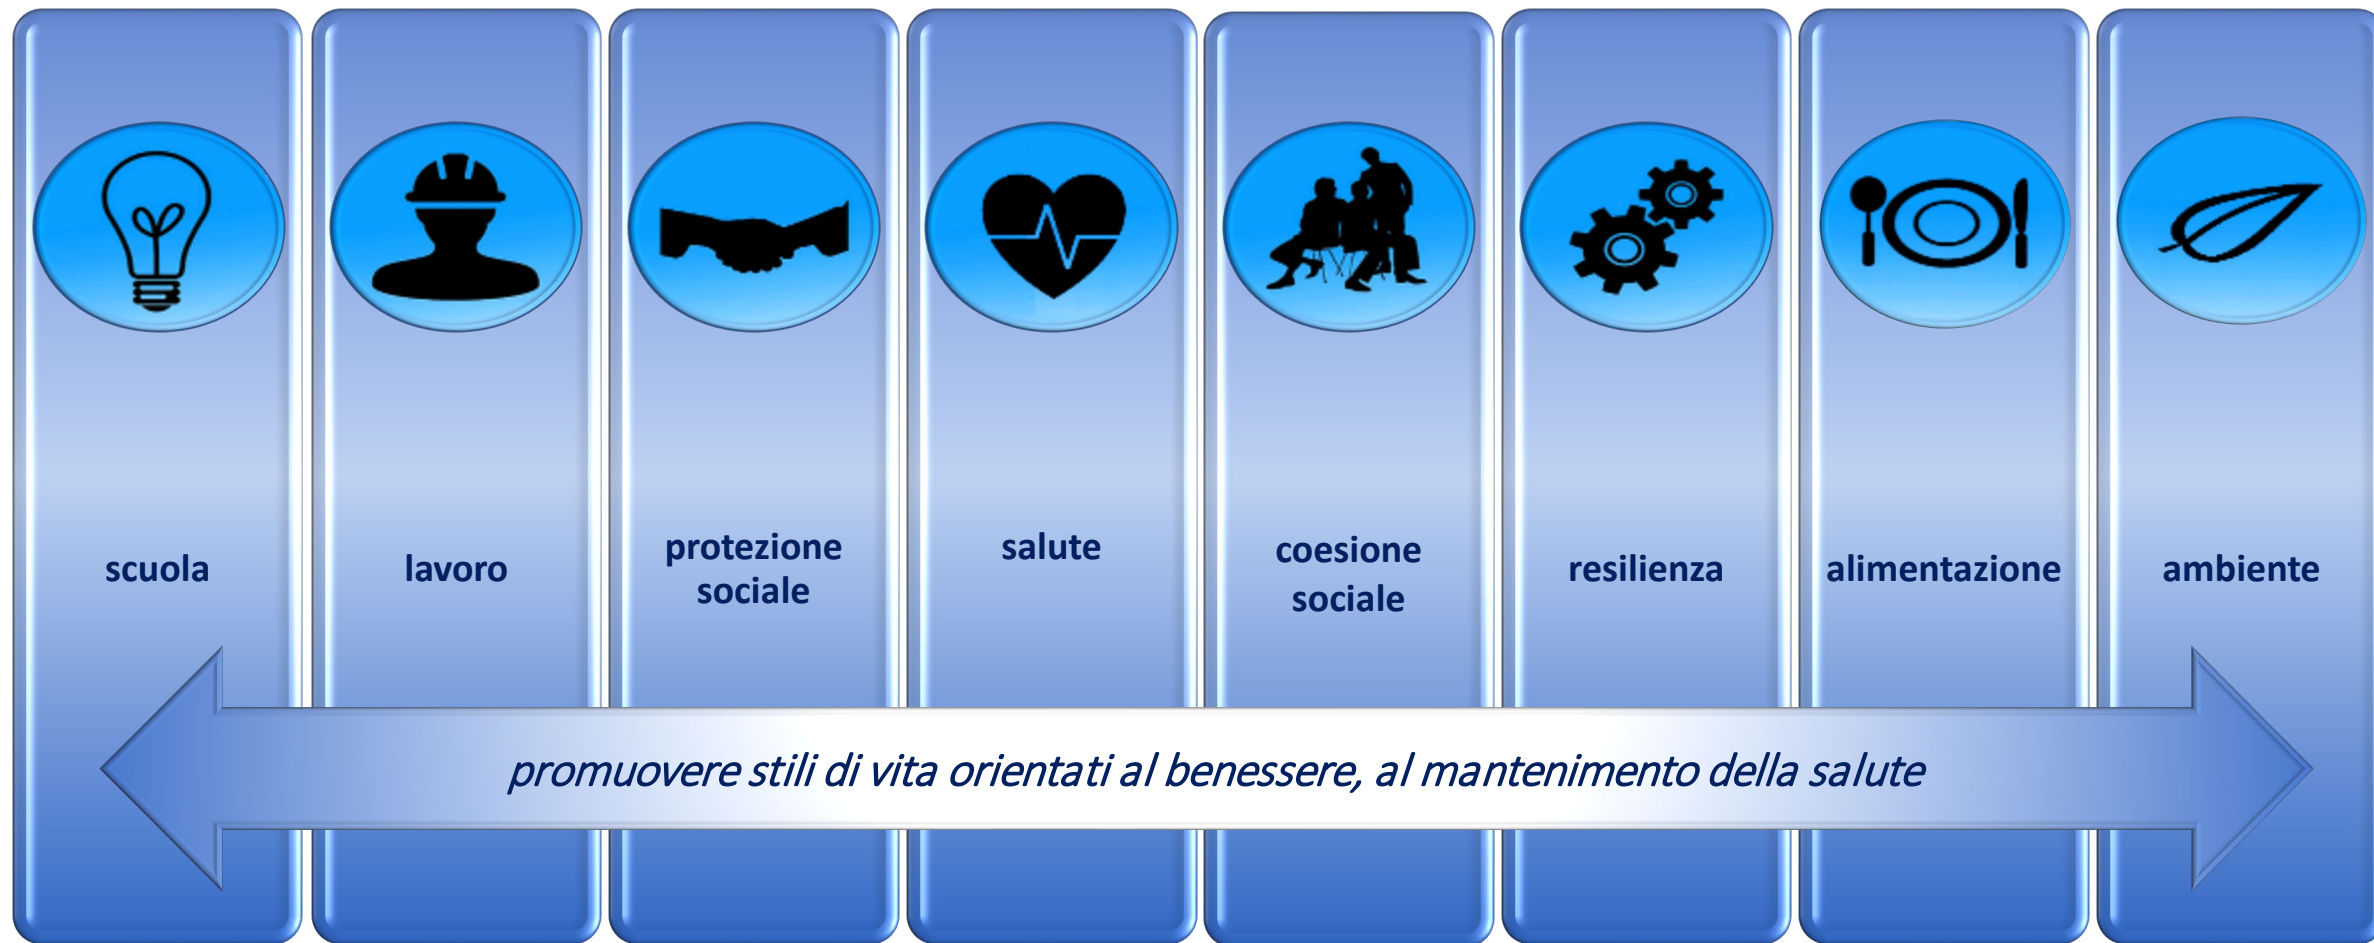 scuola
lavoro
protezione
sociale
salute
coesione
sociale
resilienza
alimentazione
ambiente
promuovere stili di vita orientati al benessere, al mantenimento della salute